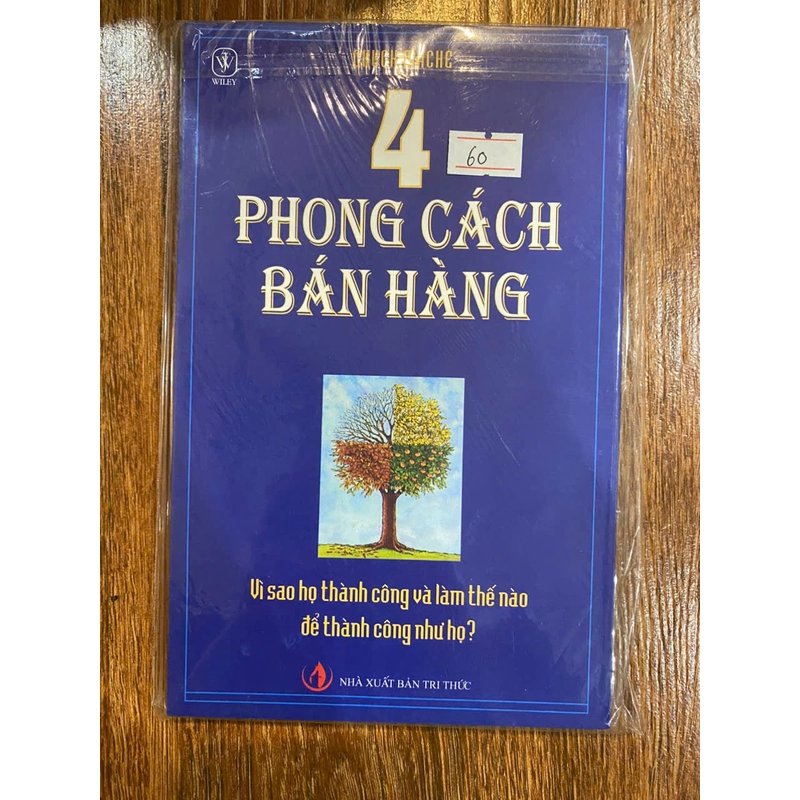 WILEY
4
60
PHONG CÁCH
BÁN HÀNG
Vì sao họ thành công và làm thế nào
để thành công như họ?
NHÀ XUẤT BẢN TRI THỨC